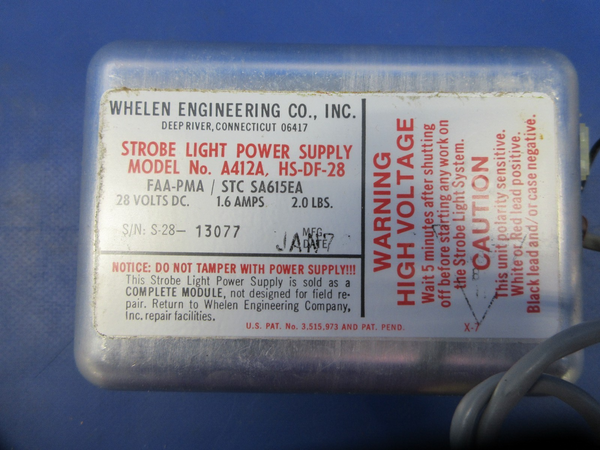 WHELEN ENGINEERING CO., INC.
DEEP RIVER, CONNECTICUT 06417
STROBE LIGHT POWER SUPPLY
MODEL No. A412A, HS-DF-28
FAA-PMA / STC SA615EA
28 VOLTS DC. 1.6 AMPS 2.0 LBS.
S/N: S-28- 13077
MFG.
DATE
NOTICE: DO NOT TAMPER WITH POWER SUPPLY!!!
This Strobe Light Power Supply is sold as a
COMPLETE MODULE, not designed for field re-
pair. Return to Whelen Engineering Company,
Inc. repair facilities.
U.S. PAT. No. 3,515,973 AND PAT. PEND.
WARNING
HIGH VOLTAGE
Wait 5 minutes after shutting
off before starting any work on
the Strobe Light System.
CAUTION
This unit polarity sensitive.
White or Red lead positive.
Black lead and/or case negative.
X-7